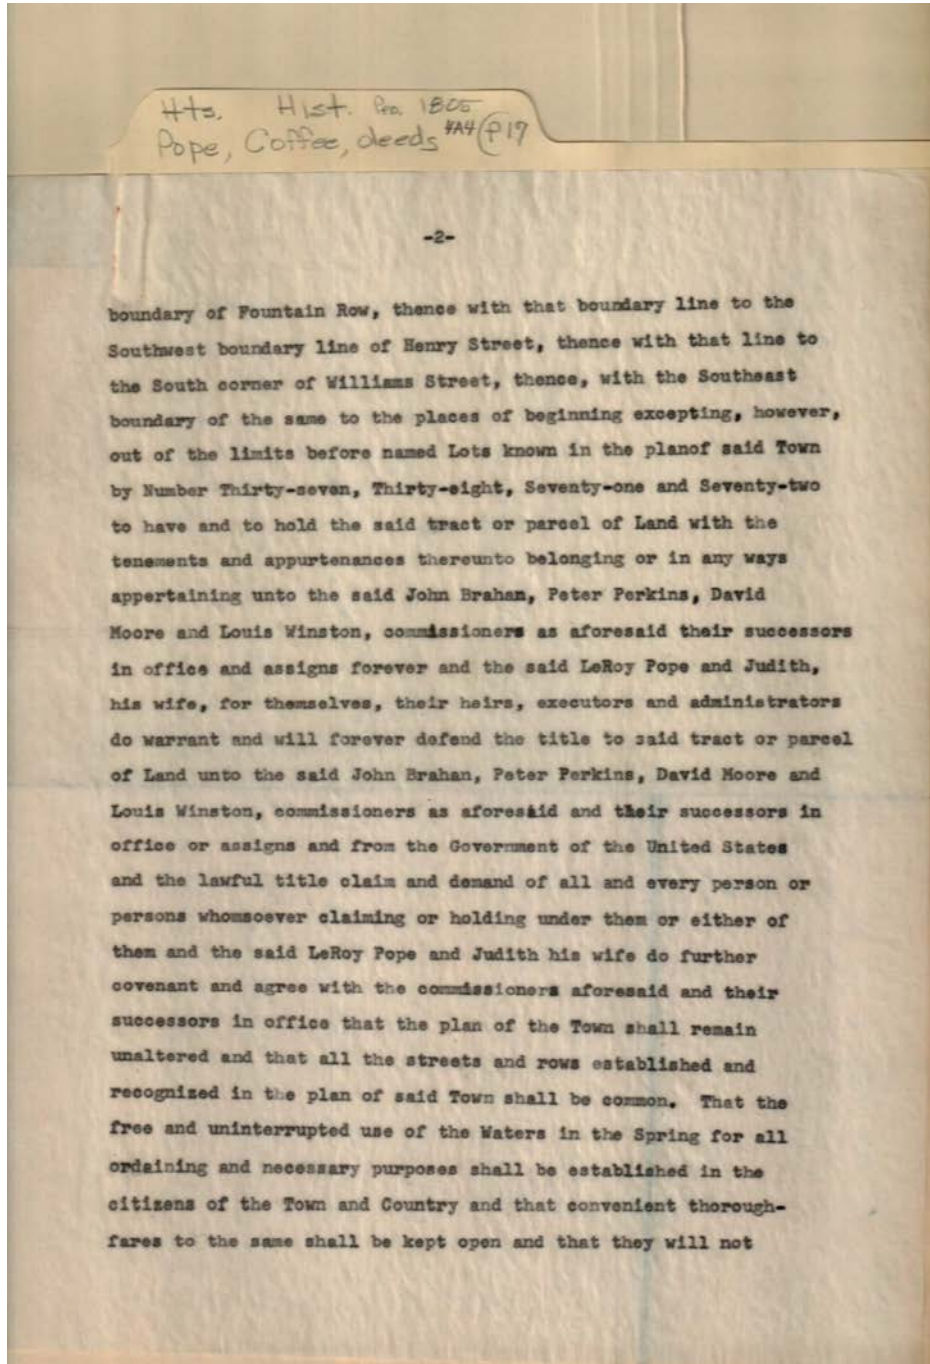 Hts. Hist. Pre 1805
Pope, Coffee, deeds 4A4 P19
-2-
boundary of Fountain Row, thence with that boundary line to the
Southwest boundary line of Henry Street, thence with that line to
the South corner of Williams Street, thence, with the Southeast
boundary of the same to the places of beginning excepting, however,
out of the limits before named Lots known in the planof said Town
by Number Thirty-seven, Thirty-eight, Seventy-one and Seventy-two
to have and to hold the said tract or parcel of Land with the
tenements and appurtenances thereunto belonging or in any ways
appertaining unto the said John Brahan, Peter Perkins, David
Moore and Louis Winston, commissioners as aforesaid their successors
in office and assigns forever and the said LeRoy Pope and Judith,
his wife, for themselves, their heirs, executors and administrators
do warrant and will forever defend the title to said tract or parcel
of Land unto the said John Brahan, Peter Perkins, David Moore and
Louis Winston, commissioners as aforesaid and their successors in
office or assigns and from the Government of the United States
and the lawful title claim and demand of all and every person or
persons whomsoever claiming or holding under them or either of
them and the said LeRoy Pope and Judith his wife do further
covenant and agree with the commissioners aforesaid and their
successors in office that the plan of the Town shall remain
unaltered and that all the streets and rows established and
recognized in the plan of said Town shall be common. That the
free and uninterrupted use of the Waters in the Spring for all
ordaining and necessary purposes shall be established in the
citizens of the Town and Country and that convenient thorough-
fares to the same shall be kept open and that they will not